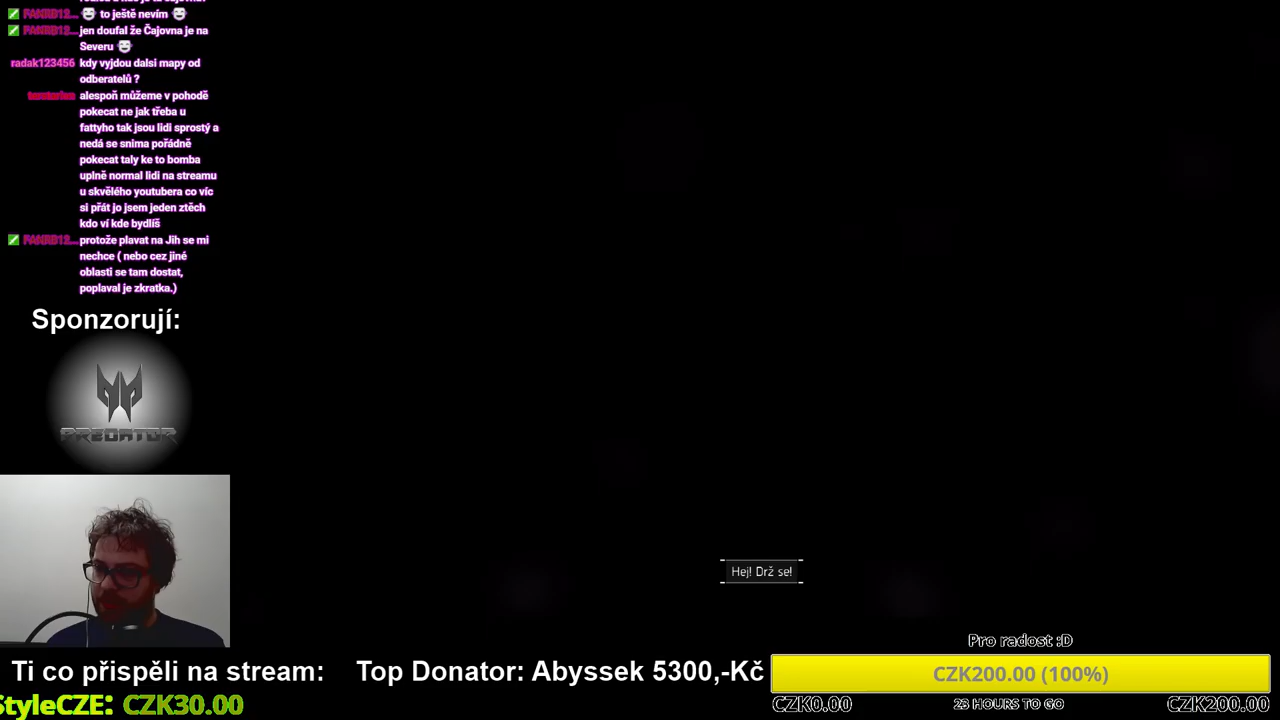 FANRB12... to ještě nevím
FANRB12... jen doufal že Čajovna je na
Severu
radak123456 kdy vyjdou dalsi mapy od
odberatelů ?
alespoň můžeme v pohodě
pokecat ne jak třeba u
fattyho tak jsou lidi sprostý a
nedá se snima pořádně
pokecat taly ke to bomba
uplně normal lidi na streamu
u skvělého youtubera co víc
si přát jo jsem jeden ztěch
kdo ví kde bydlíš
FANRB12... protože plavat na Jih se mi
nechce ( nebo cez jiné
oblasti se tam dostat,
poplaval je zkratka.)
Sponzorují:
PREDATOR
Hej! Drž se!
Pro radost :D
Ti co přispěli na stream: Top Donator: Abyssek 5300,-Kč
CZK200.00 (100%)
StyleCZE: CZK30.00
CZK0.00 23 HOURS TO GO CZK200.00